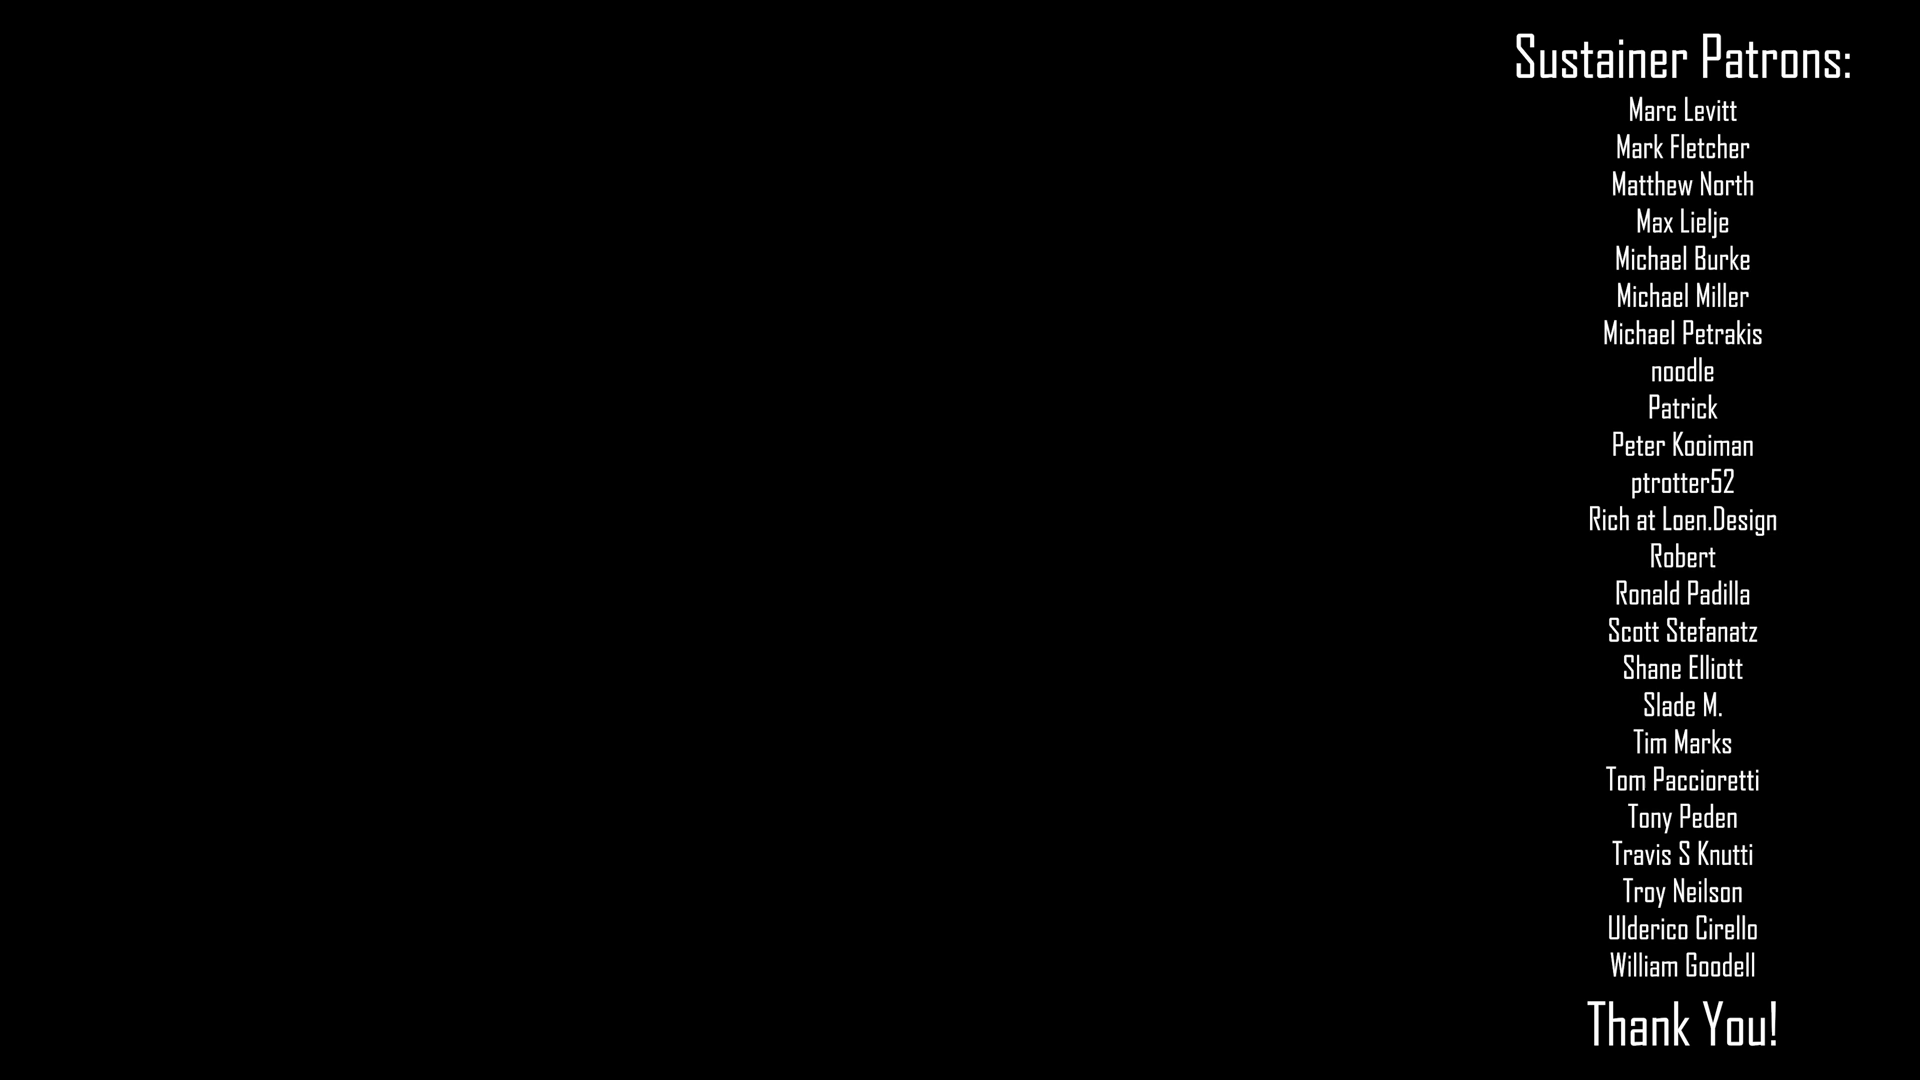 Sustainer Patrons:
Marc Levitt
Mark Fletcher
Matthew North
Max Lielje
Michael Burke
Michael Miller
Michael Petrakis
noodle
Patrick
Peter Kooiman
ptrotter52
Rich at Loen.Design
Robert
Ronald Padilla
Scott Stefanatz
Shane Elliott
Slade M.
Tim Marks
Tom Paccioretti
Tony Peden
Travis S Knutti
Troy Neilson
Ulderico Cirello
William Goodell
Thank You!